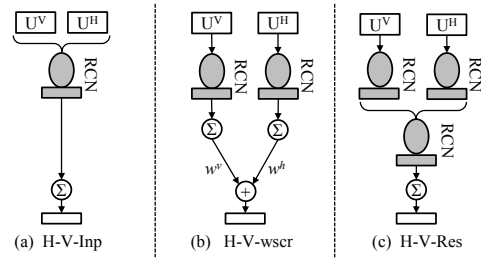 U^V U^H
RCN
Σ
(a) H-V-Inp
U^V U^H
RCN RCN
Σ Σ
w^v w^h
+
(b) H-V-wscr
U^V U^H
RCN RCN
RCN
Σ
(c) H-V-Res